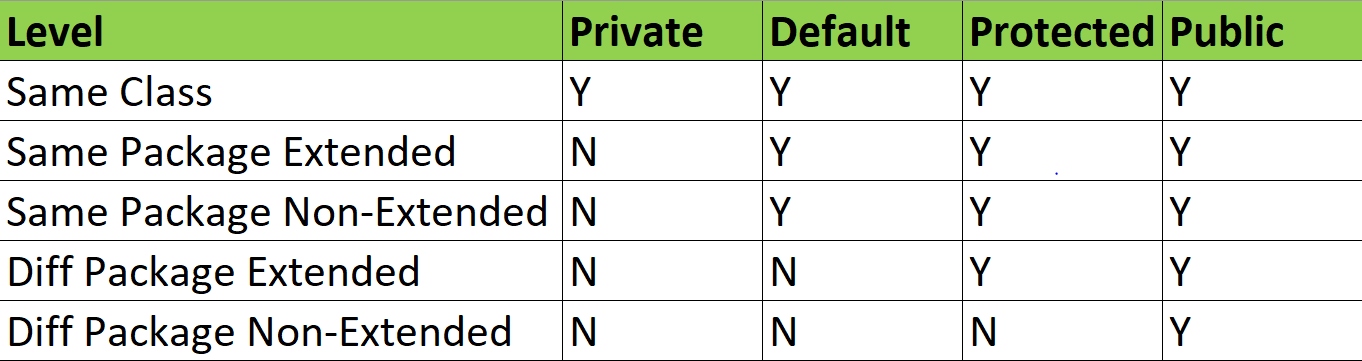 Level Private Default Protected Public
Same Class Y Y Y Y
Same Package Extended N Y Y Y
Same Package Non-Extended N Y Y Y
Diff Package Extended N N Y Y
Diff Package Non-Extended N N N Y